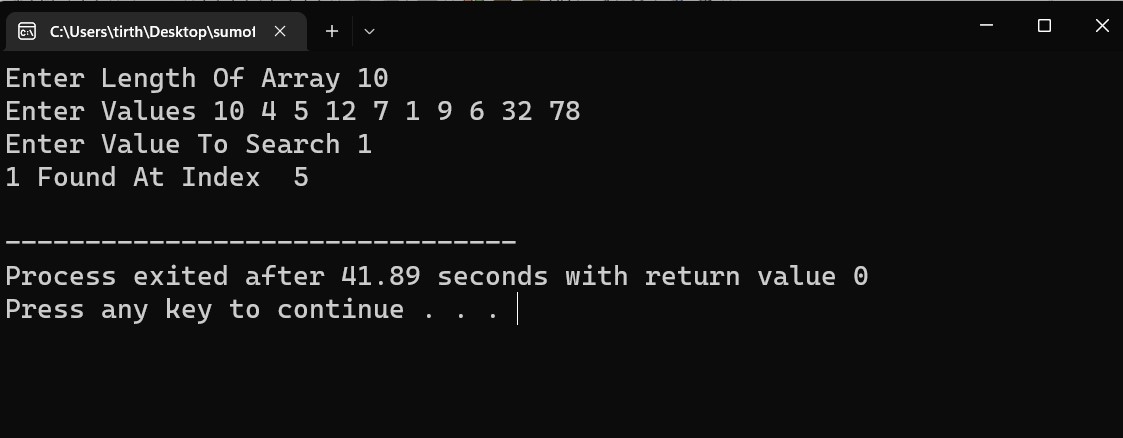 C:\Users\tirth\Desktop\sumof
Enter Length Of Array 10
Enter Values 10 4 5 12 7 1 9 6 32 78
Enter Value To Search 1
1 Found At Index  5
--------------------------------
Process exited after 41.89 seconds with return value 0
Press any key to continue . . .